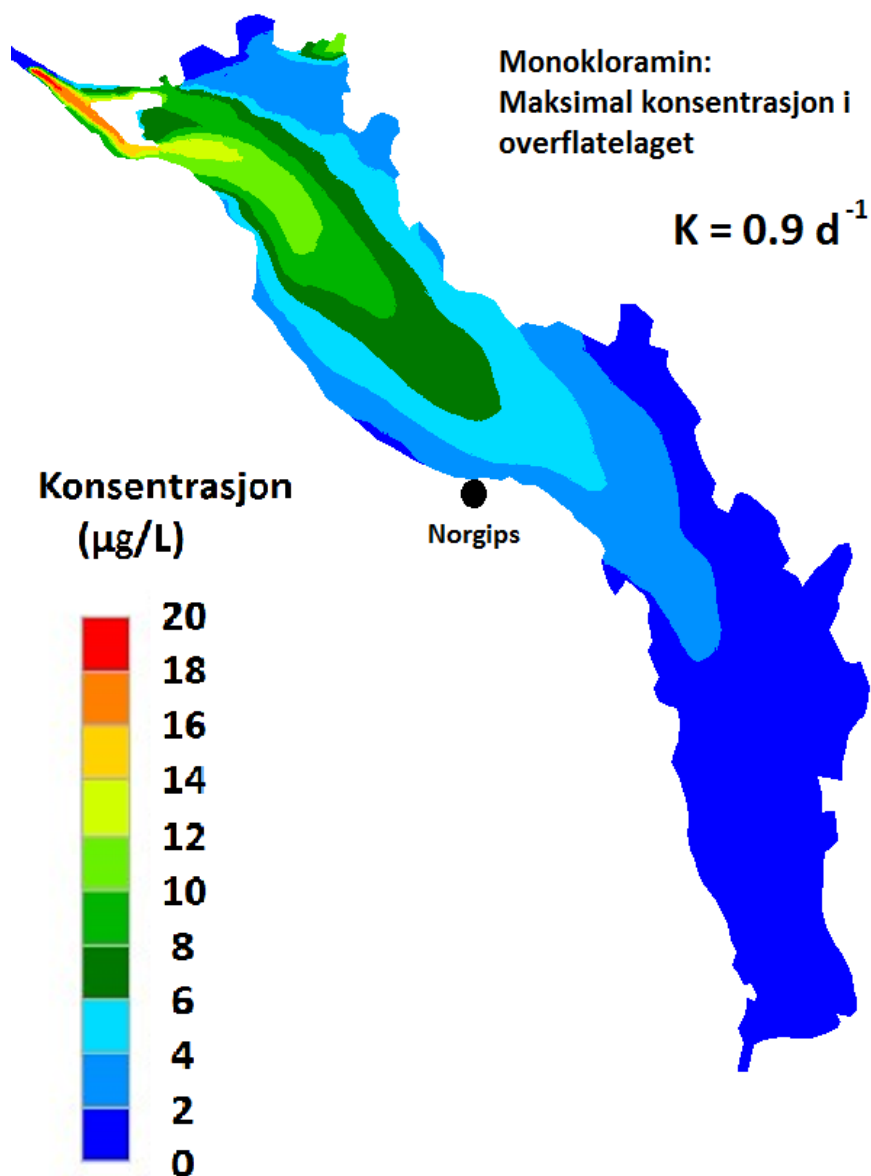 Monokloramin:
Maksimal konsentrasjon i
overflatelaget
K = 0.9 d⁻¹
Konsentrasjon
(µg/L)
Norgips
20
18
16
14
12
10
8
6
4
2
0